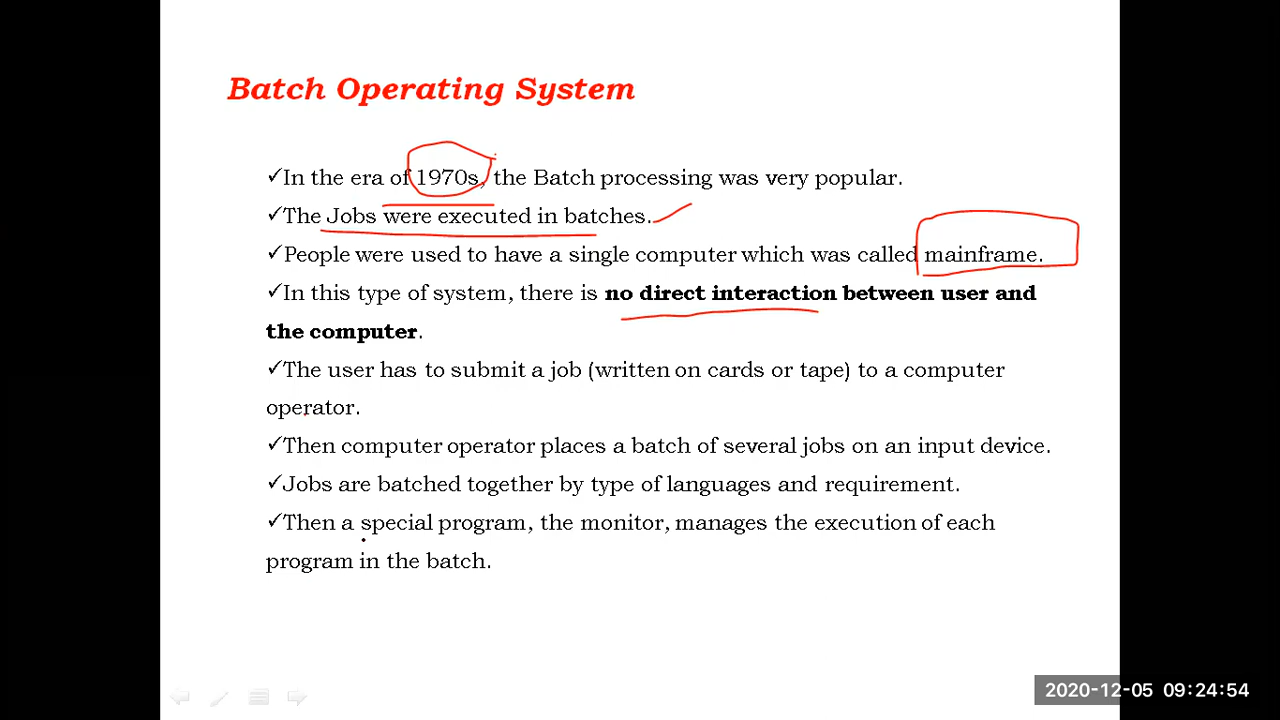 Batch Operating System
✓In the era of 1970s, the Batch processing was very popular.
✓The Jobs were executed in batches.
✓People were used to have a single computer which was called mainframe.
✓In this type of system, there is no direct interaction between user and
the computer.
✓The user has to submit a job (written on cards or tape) to a computer
operator.
✓Then computer operator places a batch of several jobs on an input device.
✓Jobs are batched together by type of languages and requirement.
✓Then a special program, the monitor, manages the execution of each
program in the batch.
2020-12-05 09:24:54